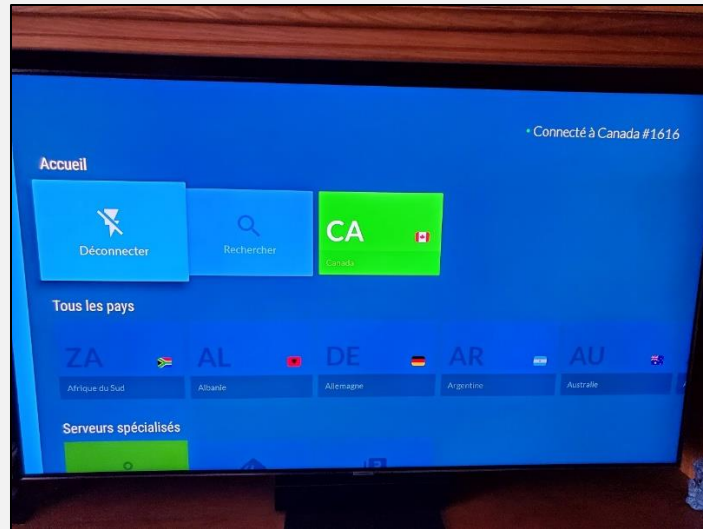 • Connecté à Canada #1616
Accueil
Déconnecter
Rechercher
CA
Canada
Tous les pays
ZA
Afrique du Sud
AL
Albanie
DE
Allemagne
AR
Argentine
AU
Australie
Serveurs spécialisés